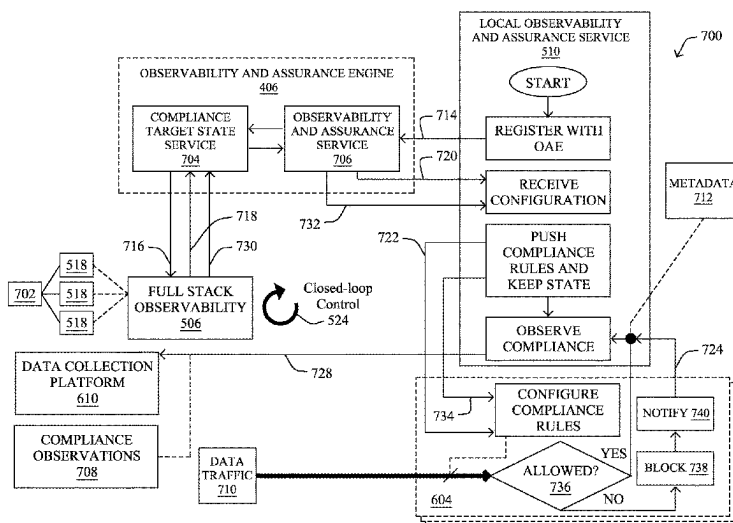 LOCAL OBSERVABILITY
AND ASSURANCE SERVICE
510
700
START
REGISTER WITH
OAE
RECEIVE
CONFIGURATION
PUSH
COMPLIANCE
RULES AND
KEEP STATE
OBSERVE
COMPLIANCE
OBSERVABILITY AND ASSURANCE ENGINE
406
COMPLIANCE
TARGET STATE
SERVICE
704
OBSERVABILITY
AND ASSURANCE
SERVICE
706
714
720
732
722
METADATA
712
716
718
730
702
518
518
518
FULL STACK
OBSERVABILITY
506
Closed-loop
Control
524
728
724
DATA COLLECTION
PLATFORM
610
COMPLIANCE
OBSERVATIONS
708
DATA
TRAFFIC
710
734
CONFIGURE
COMPLIANCE
RULES
604
ALLOWED?
736
YES
NO
NOTIFY 740
BLOCK 738